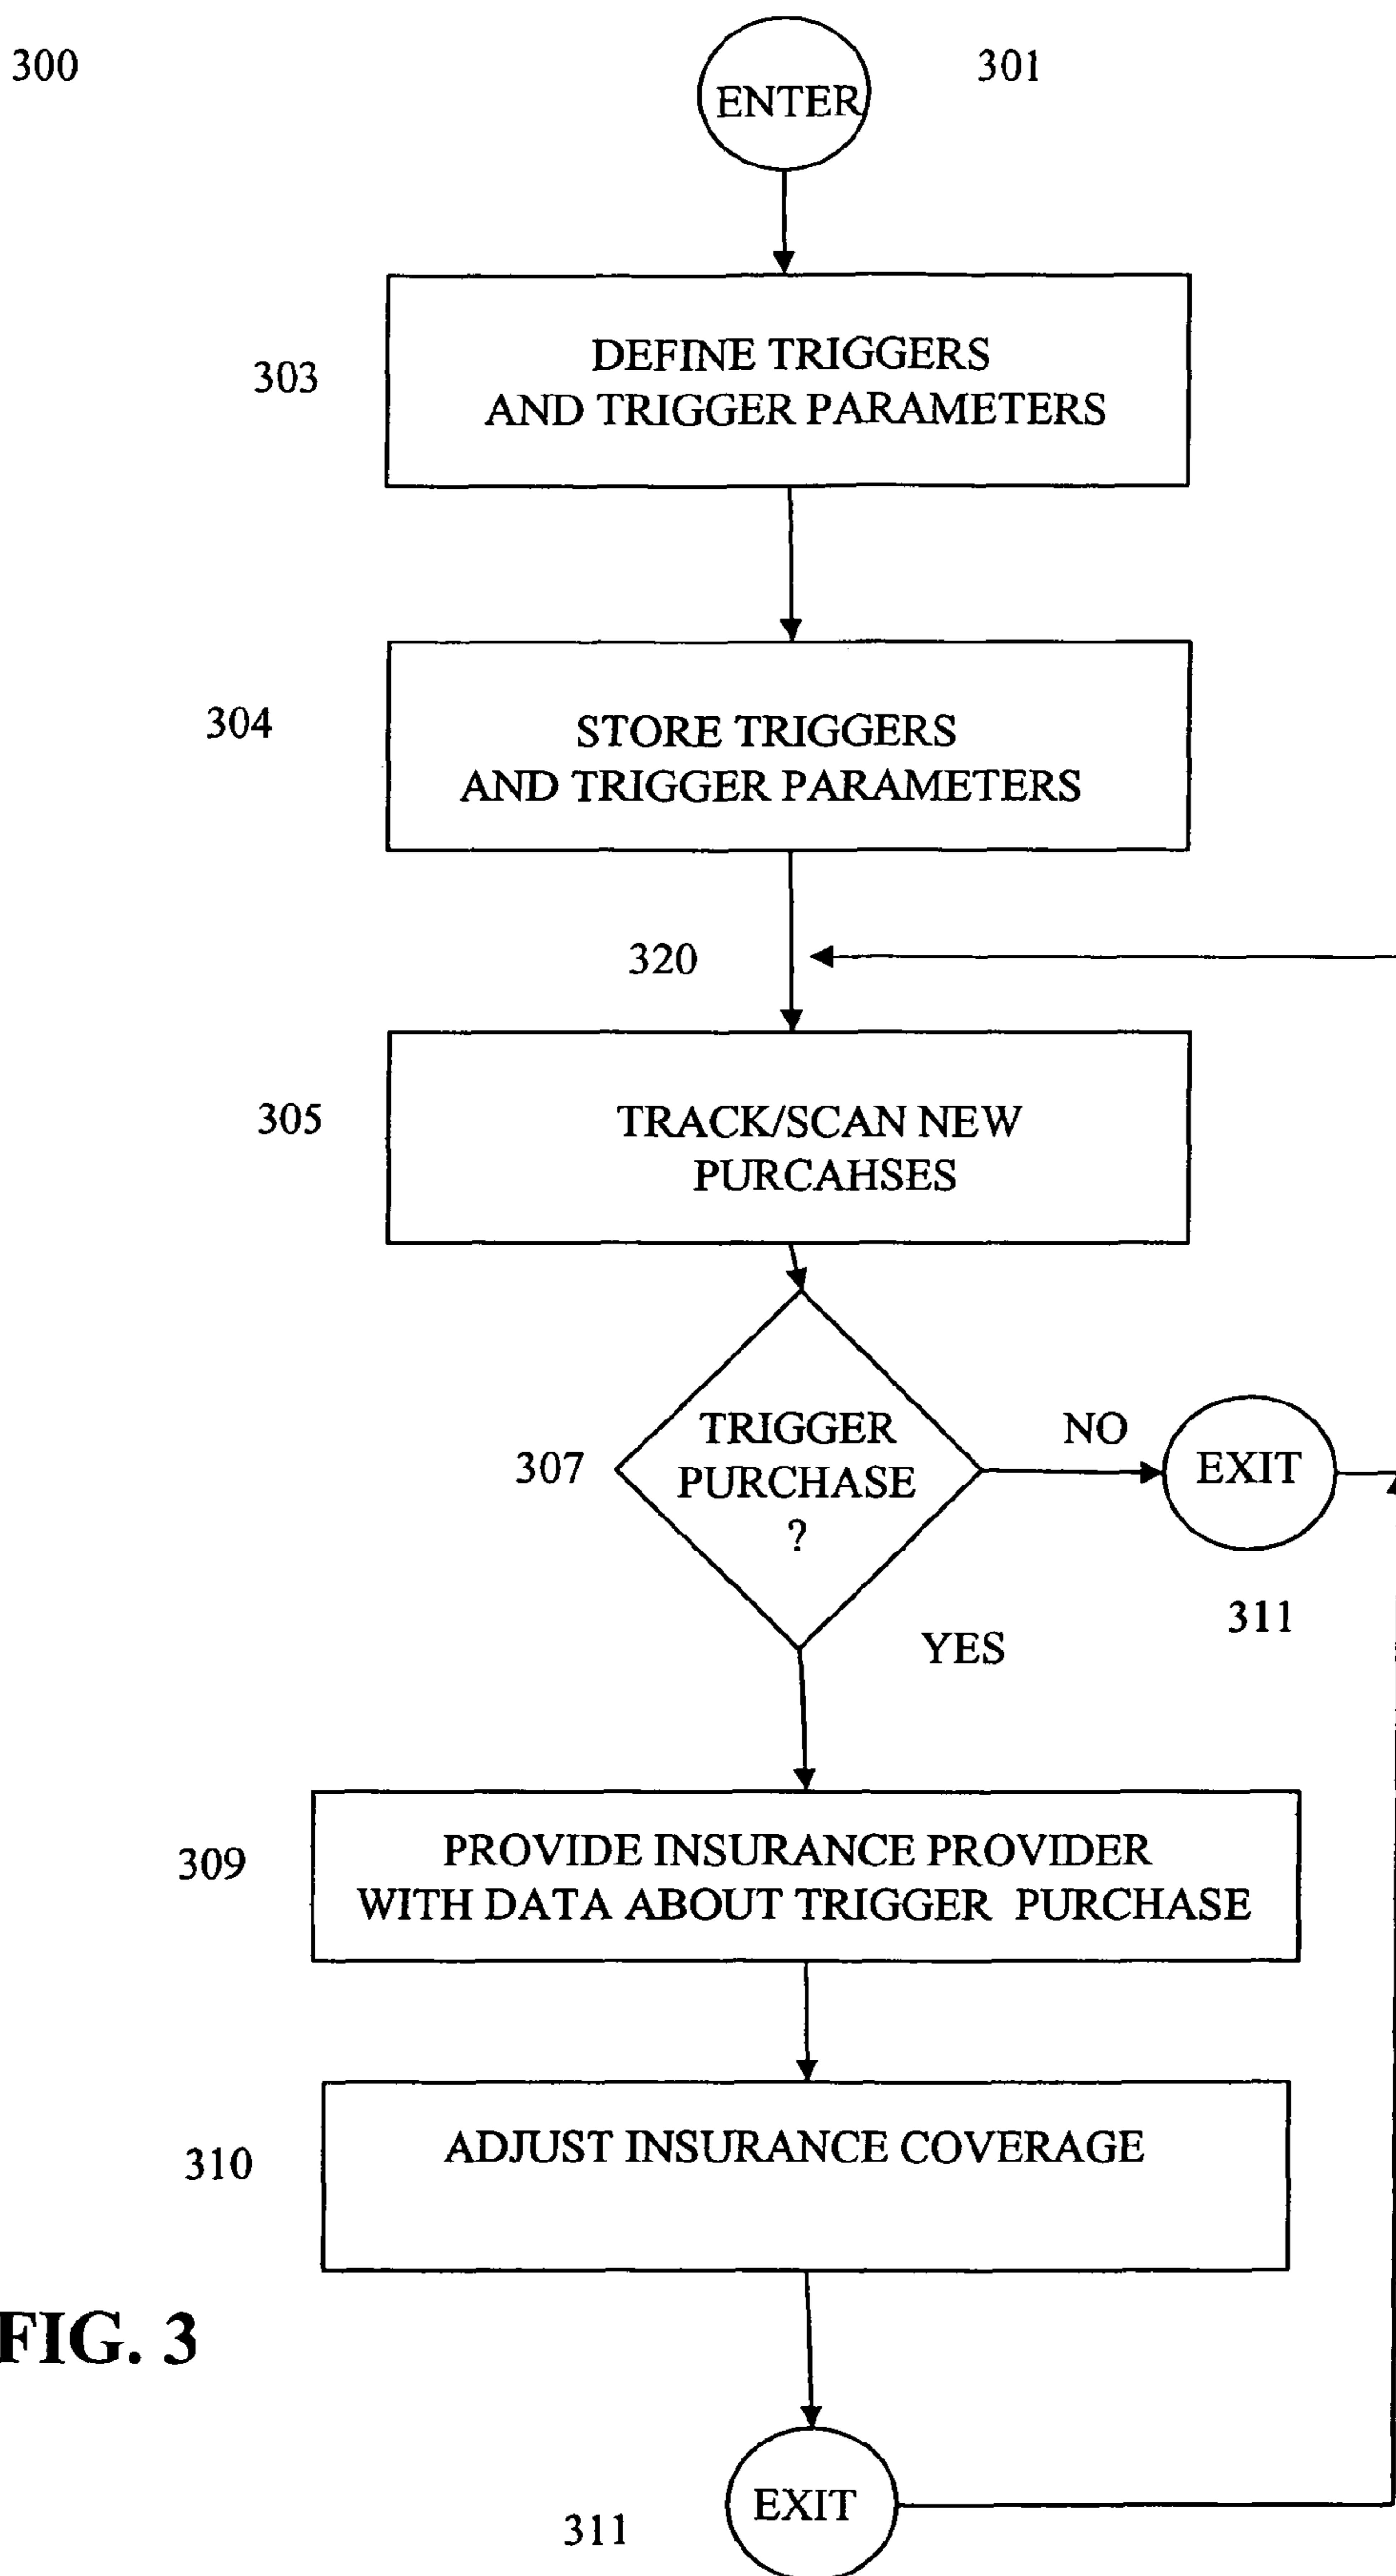 300
301
ENTER
303
DEFINE TRIGGERS
AND TRIGGER PARAMETERS
304
STORE TRIGGERS
AND TRIGGER PARAMETERS
320
305
TRACK/SCAN NEW
PURCAHSES
307
TRIGGER
PURCHASE
?
NO
EXIT
311
YES
309
PROVIDE INSURANCE PROVIDER
WITH DATA ABOUT TRIGGER PURCHASE
310
ADJUST INSURANCE COVERAGE
FIG. 3
EXIT
311